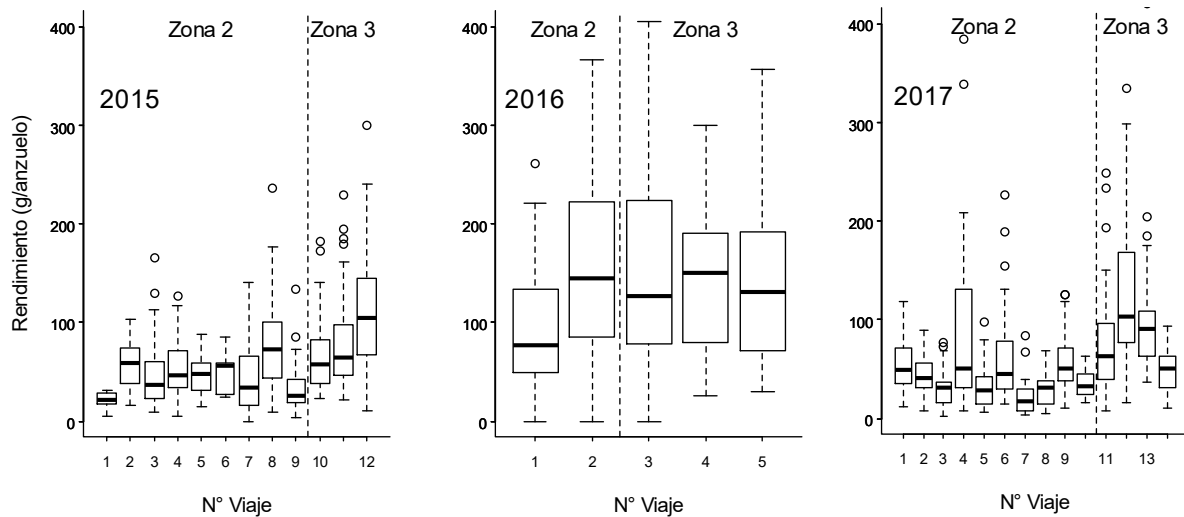 Rendimiento (g/anzuelo)
400
300
200
100
0
Zona 2
Zona 3
2015
1 2 3 4 5 6 7 8 9 10 12
N° Viaje
400
300
200
100
0
Zona 2
Zona 3
2016
1 2 3 4 5
N° Viaje
400
300
200
100
0
Zona 2
Zona 3
2017
1 2 3 4 5 6 7 8 9 11 13
N° Viaje